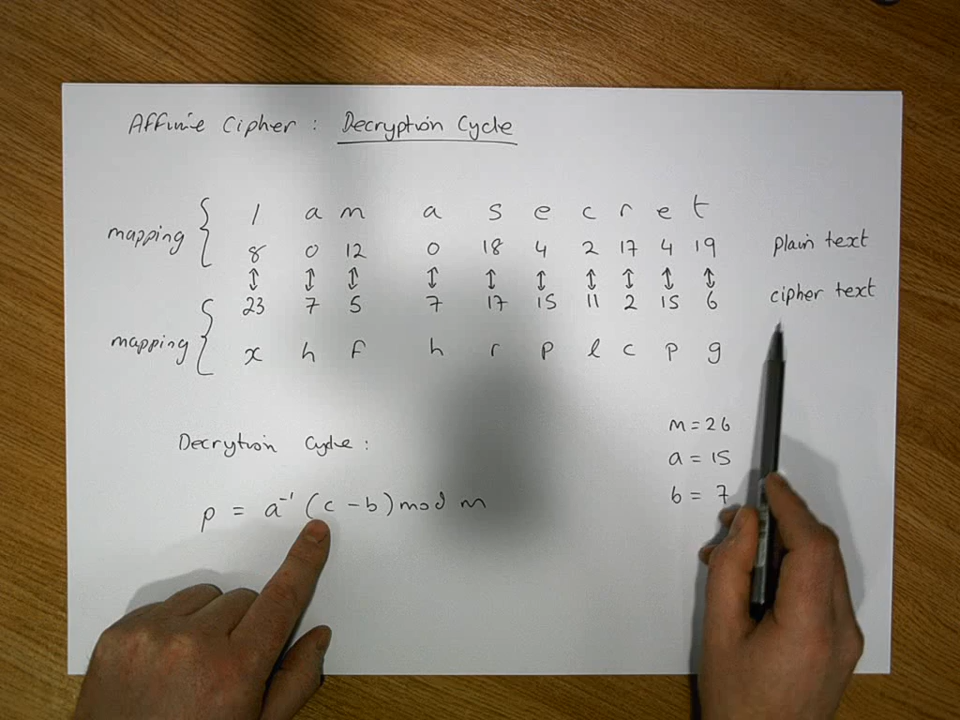 Affine Cipher : Decryption Cycle
I a m a s e c r e t
mapping { 8 0 12 0 18 4 2 17 4 19 plain text
↕ ↕ ↕ ↕ ↕ ↕ ↕ ↕ ↕ ↕
23 7 5 7 17 15 11 2 15 6 cipher text
mapping { x h f h r p l c p g
Decrytion Cycle :
m = 26
a = 15
b = 7
p = a⁻¹ (c - b) mod m